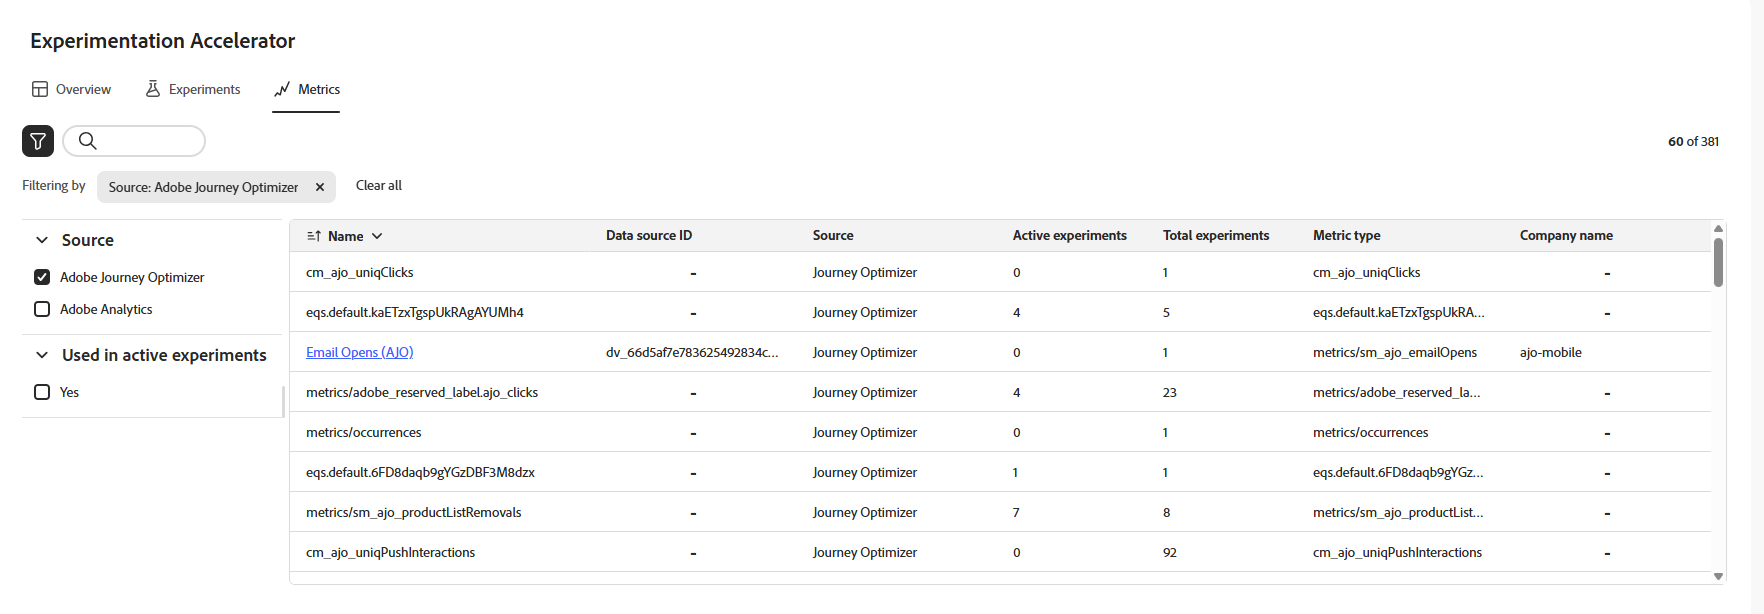 Experimentation Accelerator
Overview Experiments Metrics
60 of 381
Filtering by Source: Adobe Journey Optimizer Clear all
Source
Adobe Journey Optimizer
Adobe Analytics
Used in active experiments
Yes
Name Data source ID Source Active experiments Total experiments Metric type Company name
cm_ajo_uniqClicks - Journey Optimizer 0 1 cm_ajo_uniqClicks -
eqs.default.kaETzxTgspUkRAgAYUMh4 - Journey Optimizer 4 5 eqs.default.kaETzxTgspUkRA... -
Email Opens (AJO) dv_66d5af7e783625492834c... Journey Optimizer 0 1 metrics/sm_ajo_emailOpens ajo-mobile
metrics/adobe_reserved_label.ajo_clicks - Journey Optimizer 4 23 metrics/adobe_reserved_la... -
metrics/occurrences - Journey Optimizer 0 1 metrics/occurrences -
eqs.default.6FD8daqb9gYGzDBF3M8dzx - Journey Optimizer 1 1 eqs.default.6FD8daqb9gYGz... -
metrics/sm_ajo_productListRemovals - Journey Optimizer 7 8 metrics/sm_ajo_productList... -
cm_ajo_uniqPushInteractions - Journey Optimizer 0 92 cm_ajo_uniqPushInteractions -